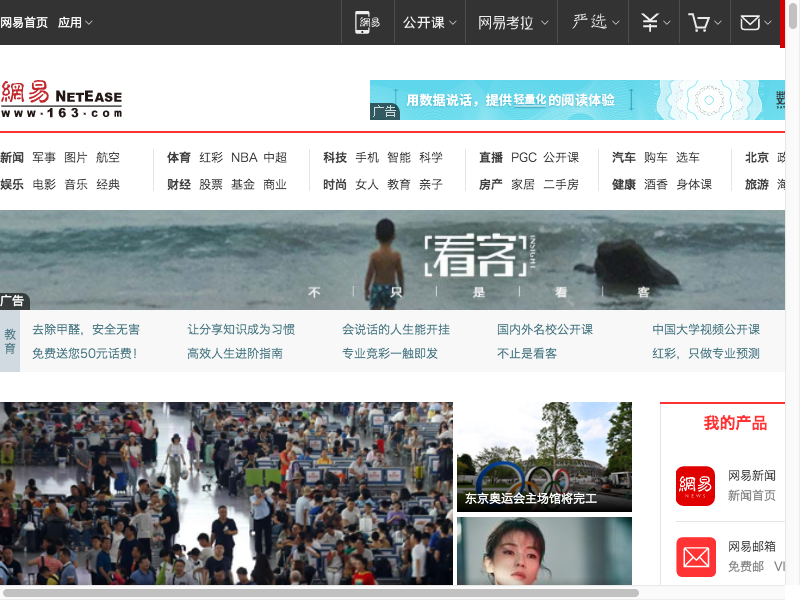 网易首页 应用 網易 公开课 网易考拉 严选
網易 NETEASE
www.163.com
用数据说话，提供轻量化的阅读体验
广告
新闻 军事 图片 航空 体育 红彩 NBA 中超 科技 手机 智能 科学 直播 PGC 公开课 汽车 购车 选车 北京
娱乐 电影 音乐 经典 财经 股票 基金 商业 时尚 女人 教育 亲子 房产 家居 二手房 健康 酒香 身体课 旅游
[看客] INSIGHT
不 | 只 | 是 | 看 | 客
广告
教育
去除甲醛，安全无害 让分享知识成为习惯 会说话的人生能开挂 国内外名校公开课 中国大学视频公开课
免费送您50元话费！ 高效人生进阶指南 专业竞彩一触即发 不止是看客 红彩，只做专业预测
东京奥运会主场馆将完工
我的产品
網易 NEWS
网易新闻
新闻首页
网易邮箱
免费邮